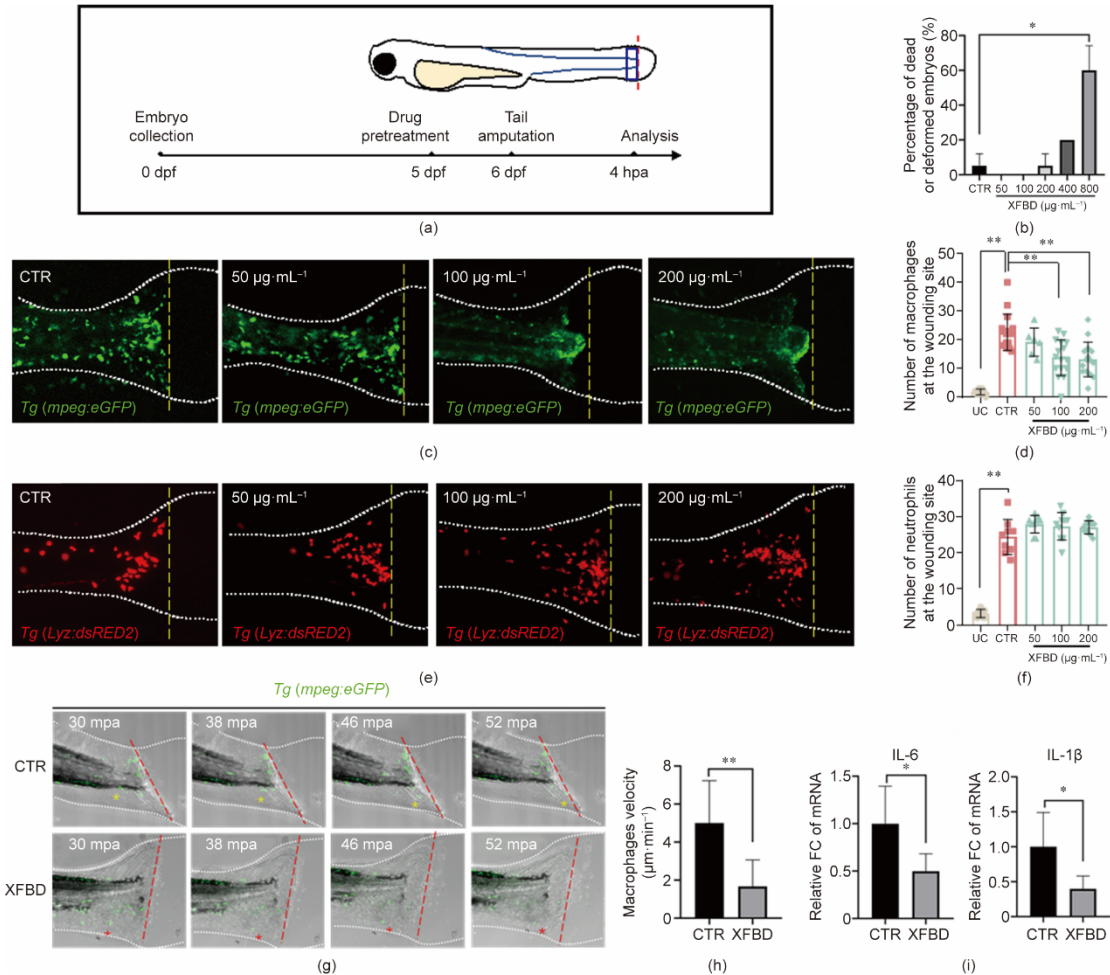 Embryo
collection
Drug
pretreatment
Tail
amputation
Analysis
0 dpf
5 dpf
6 dpf
4 hpa
(a)
Percentage of dead
or deformed embryos (%)
80
60
40
20
0
*
CTR
50
100
200
400
800
XFBD (μg·mL⁻¹)
(b)
CTR
50 μg·mL⁻¹
100 μg·mL⁻¹
200 μg·mL⁻¹
Tg (mpeg:eGFP)
Tg (mpeg:eGFP)
Tg (mpeg:eGFP)
Tg (mpeg:eGFP)
(c)
Number of macrophages
at the wounding site
50
40
30
20
10
0
**
**
**
UC
CTR
50
100
200
XFBD (μg·mL⁻¹)
(d)
CTR
50 μg·mL⁻¹
100 μg·mL⁻¹
200 μg·mL⁻¹
Tg (Lyz:dsRED2)
Tg (Lyz:dsRED2)
Tg (Lyz:dsRED2)
Tg (Lyz:dsRED2)
(e)
Number of neutrophils
at the wounding site
40
30
20
10
0
**
UC
CTR
50
100
200
XFBD (μg·mL⁻¹)
(f)
Tg (mpeg:eGFP)
CTR
30 mpa
38 mpa
46 mpa
52 mpa
*
*
*
*
XFBD
30 mpa
38 mpa
46 mpa
52 mpa
*
*
*
*
(g)
Macrophages velocity
(μm·min⁻¹)
8
6
4
2
0
**
CTR
XFBD
(h)
IL-6
Relative FC of mRNA
1.5
1.0
0.5
0
*
CTR
XFBD
IL-1β
Relative FC of mRNA
2.0
1.5
1.0
0.5
0
*
CTR
XFBD
(i)